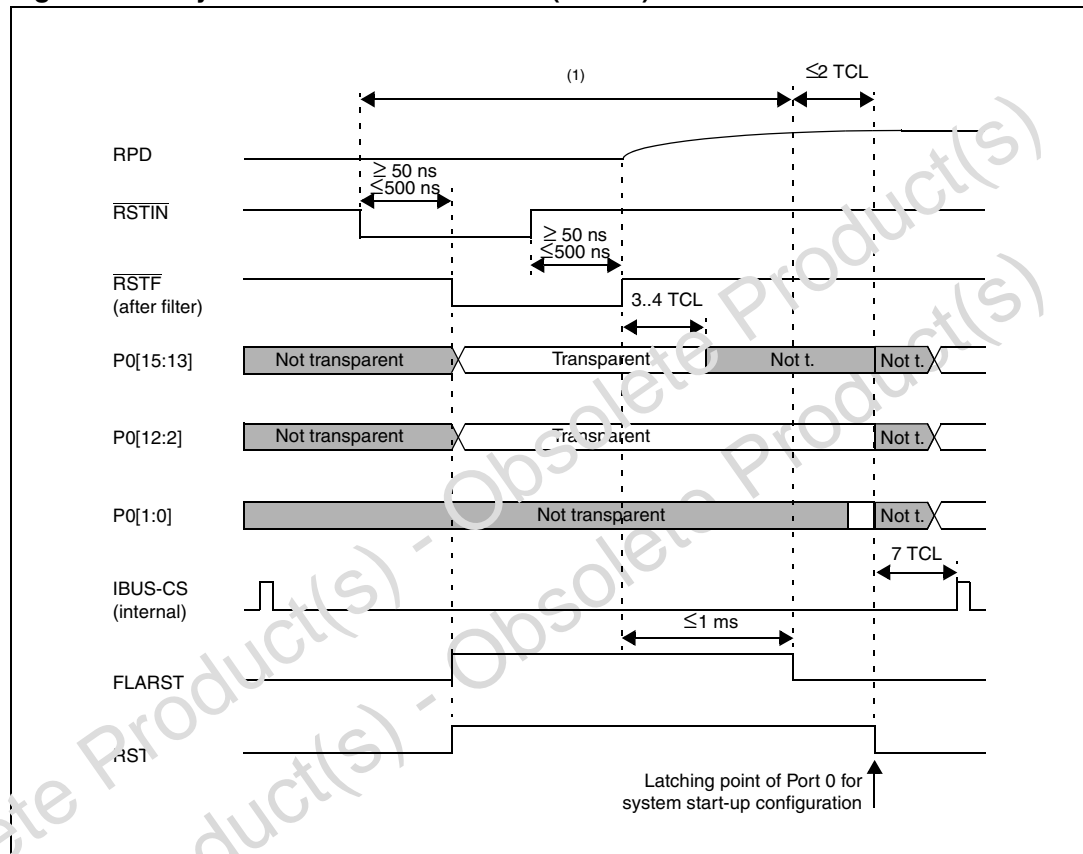 (1)
≤2 TCL
RPD
≥ 50 ns
≤500 ns
RSTIN
≥ 50 ns
≤500 ns
RSTF
(after filter)
3..4 TCL
P0[15:13]
Not transparent
Transparent
Not t.
Not t.
P0[12:2]
Not transparent
Transparent
Not t.
P0[1:0]
Not transparent
Not t.
7 TCL
IBUS-CS
(internal)
≤1 ms
FLARST
RST
Latching point of Port 0 for
system start-up configuration
Obsolete Product(s)
Product(s) - Obsolete Product(s)